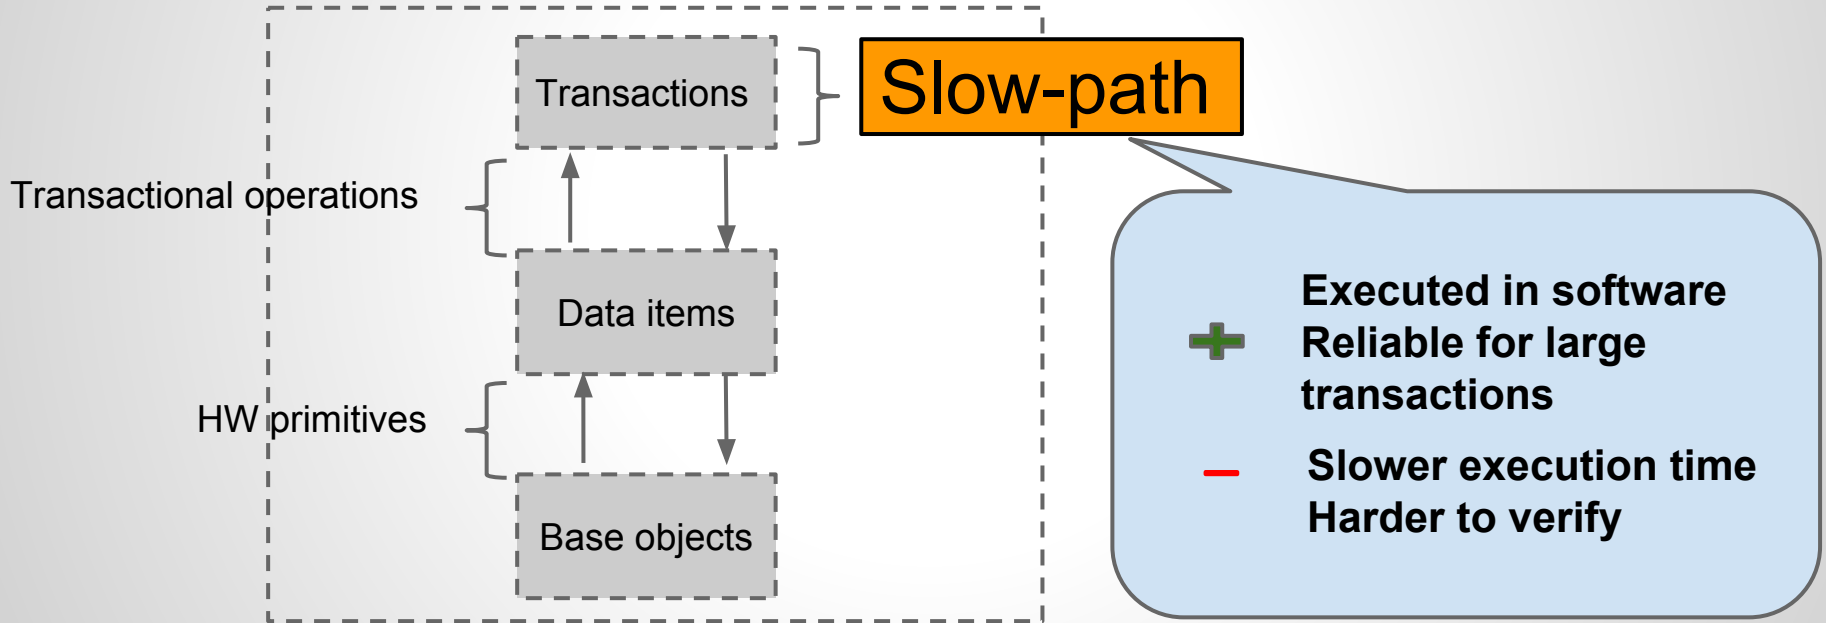 Transactions
Slow-path
Transactional operations
Data items
HW primitives
Base objects
Executed in software
Reliable for large
transactions
Slower execution time
Harder to verify